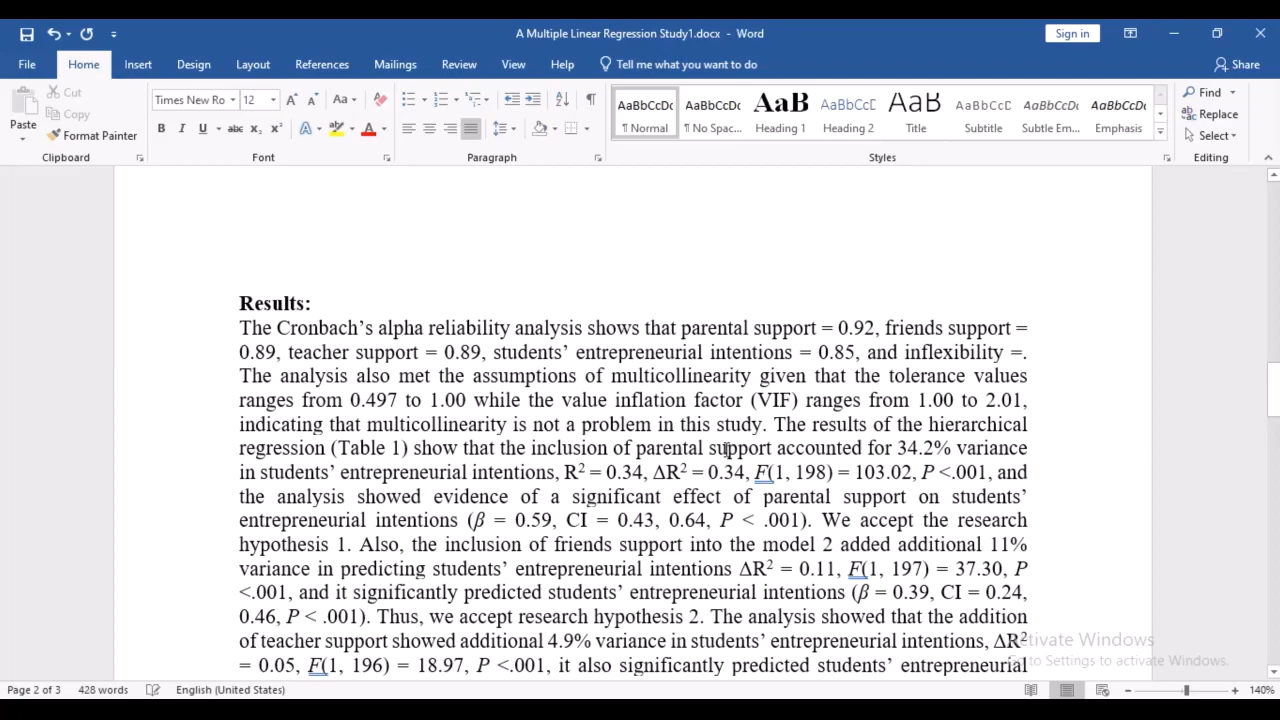 A Multiple Linear Regression Study1.docx - Word
Sign in
File Home Insert Design Layout References Mailings Review View Help Tell me what you want to do Share
Cut
Copy
Paste
Format Painter
Clipboard
Times New Ro 12
Font
Paragraph
AaBbCcDc AaBbCcDc AaB AaBbCcD AaB AaBbCcD AaBbCcDc AaBbCcDc
¶ Normal ¶ No Spac... Heading 1 Heading 2 Title Subtitle Subtle Em... Emphasis
Styles
Find
Replace
Select
Editing
Results:
The Cronbach’s alpha reliability analysis shows that parental support = 0.92, friends support =
0.89, teacher support = 0.89, students’ entrepreneurial intentions = 0.85, and inflexibility =.
The analysis also met the assumptions of multicollinearity given that the tolerance values
ranges from 0.497 to 1.00 while the value inflation factor (VIF) ranges from 1.00 to 2.01,
indicating that multicollinearity is not a problem in this study. The results of the hierarchical
regression (Table 1) show that the inclusion of parental support accounted for 34.2% variance
in students’ entrepreneurial intentions, R² = 0.34, ΔR² = 0.34, F(1, 198) = 103.02, P <.001, and
the analysis showed evidence of a significant effect of parental support on students’
entrepreneurial intentions (β = 0.59, CI = 0.43, 0.64, P < .001). We accept the research
hypothesis 1. Also, the inclusion of friends support into the model 2 added additional 11%
variance in predicting students’ entrepreneurial intentions ΔR² = 0.11, F(1, 197) = 37.30, P
<.001, and it significantly predicted students’ entrepreneurial intentions (β = 0.39, CI = 0.24,
0.46, P < .001). Thus, we accept research hypothesis 2. The analysis showed that the addition
of teacher support showed additional 4.9% variance in students’ entrepreneurial intentions, ΔR²
= 0.05, F(1, 196) = 18.97, P <.001, it also significantly predicted students’ entrepreneurial
Activate Windows
Go to Settings to activate Windows.
Page 2 of 3 428 words English (United States) 140%